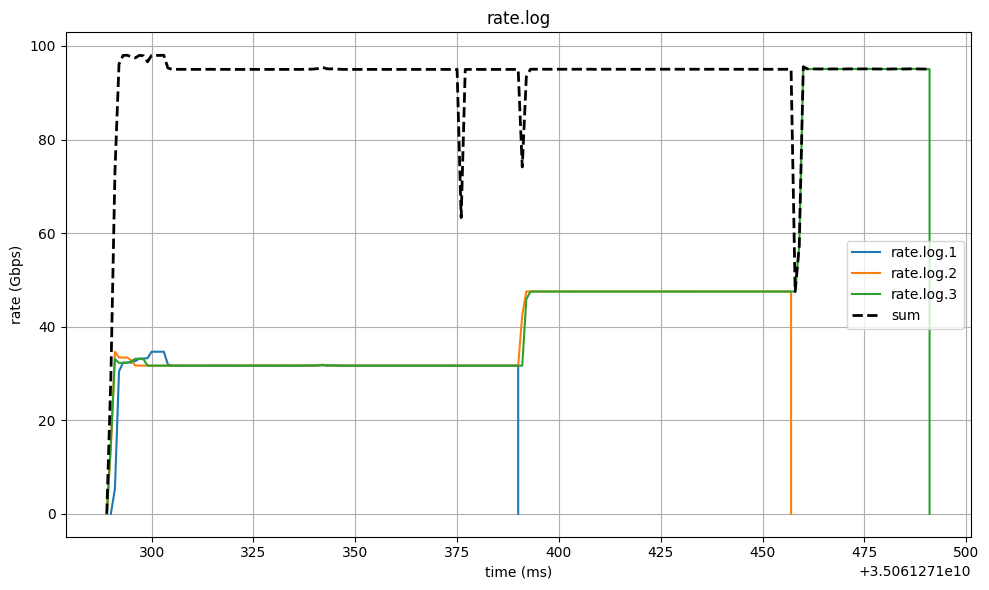 rate.log
rate (Gbps)
100
80
60
40
20
0
rate.log.1
rate.log.2
rate.log.3
sum
300
325
350
375
400
425
450
475
500
time (ms)
+3.5061271e10